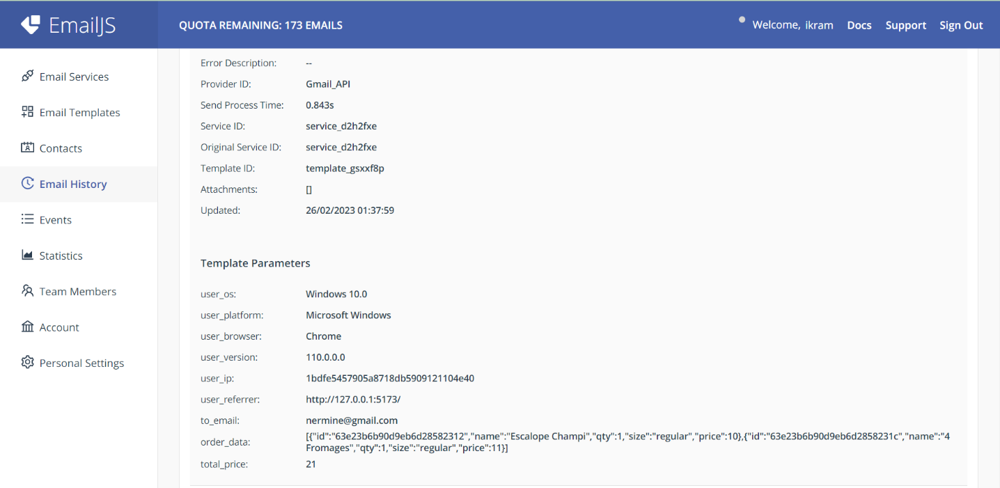 EmailJS
QUOTA REMAINING: 173 EMAILS
Welcome, ikram
Docs
Support
Sign Out
Email Services
Email Templates
Contacts
Email History
Events
Statistics
Team Members
Account
Personal Settings
Error Description: --
Provider ID: Gmail_API
Send Process Time: 0.843s
Service ID: service_d2h2fxe
Original Service ID: service_d2h2fxe
Template ID: template_gsxxf8p
Attachments: []
Updated: 26/02/2023 01:37:59
Template Parameters
user_os: Windows 10.0
user_platform: Microsoft Windows
user_browser: Chrome
user_version: 110.0.0.0
user_ip: 1bdfe5457905a8718db5909121104e40
user_referrer: http://127.0.0.1:5173/
to_email: nermine@gmail.com
order_data: [{"id":"63e23b6b90d9eb6d28582312","name":"Escalope Champi","qty":1,"size":"regular","price":10},{"id":"63e23b6b90d9eb6d2858231c","name":"4
Fromages","qty":1,"size":"regular","price":11}]
total_price: 21